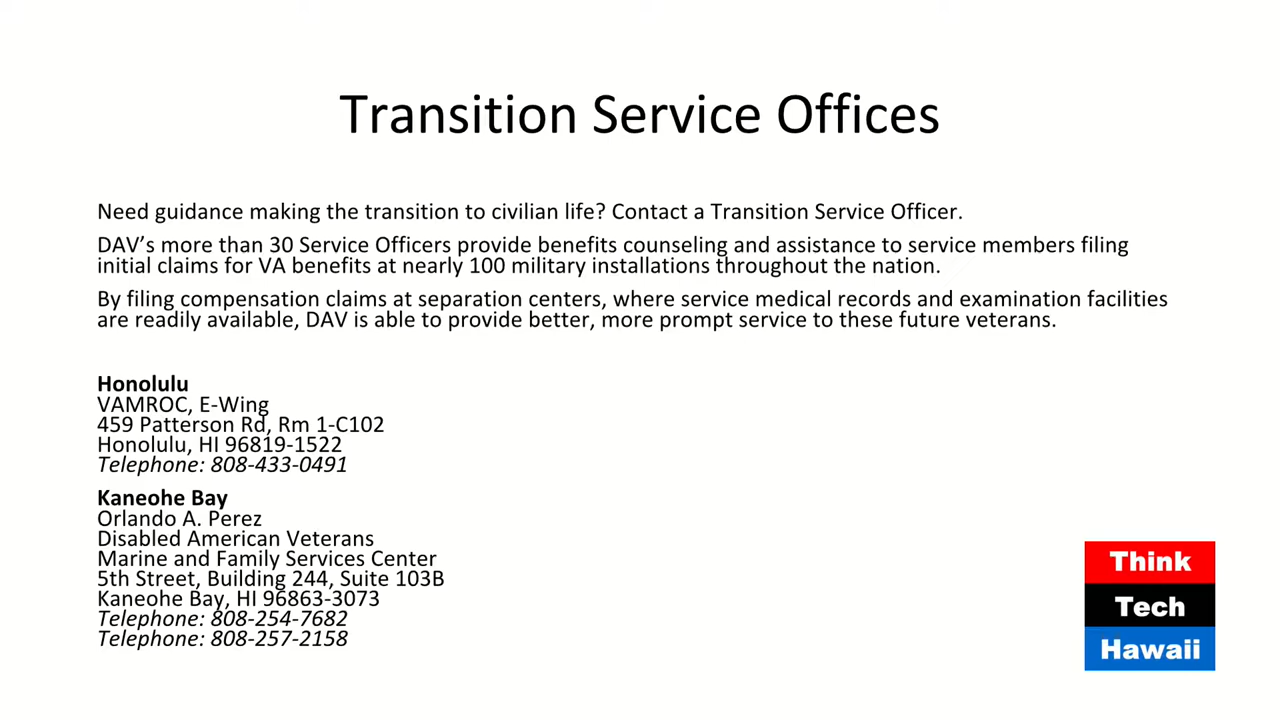 Transition Service Offices
Need guidance making the transition to civilian life? Contact a Transition Service Officer.
DAV’s more than 30 Service Officers provide benefits counseling and assistance to service members filing
initial claims for VA benefits at nearly 100 military installations throughout the nation.
By filing compensation claims at separation centers, where service medical records and examination facilities
are readily available, DAV is able to provide better, more prompt service to these future veterans.
Honolulu
VAMROC, E-Wing
459 Patterson Rd, Rm 1-C102
Honolulu, HI 96819-1522
Telephone: 808-433-0491
Kaneohe Bay
Orlando A. Perez
Disabled American Veterans
Marine and Family Services Center
5th Street, Building 244, Suite 103B
Kaneohe Bay, HI 96863-3073
Telephone: 808-254-7682
Telephone: 808-257-2158
Think
Tech
Hawaii